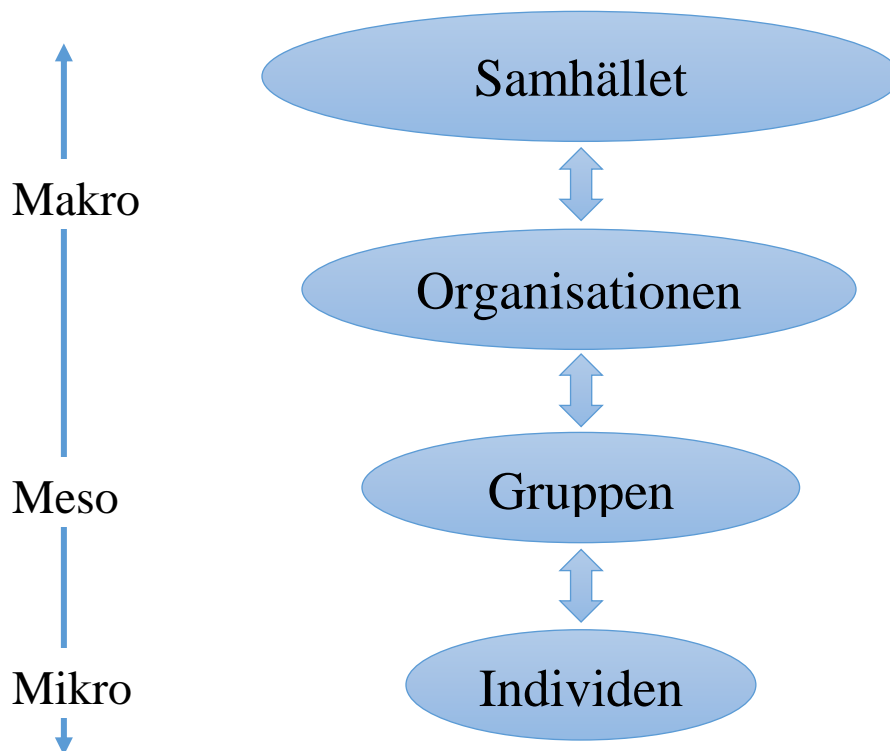 Samhället
Makro
Organisationen
Gruppen
Meso
Individen
Mikro